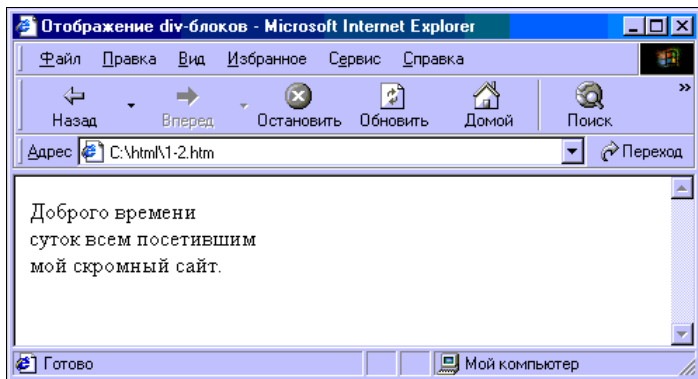 Отображение div-блоков - Microsoft Internet Explorer
Файл Правка Вид Избранное Сервис Справка
Назад Вперед Остановить Обновить Домой Поиск »
Адрес C:\html\1-2.htm Переход
Доброго времени
суток всем посетившим
мой скромный сайт.
Готово Мой компьютер